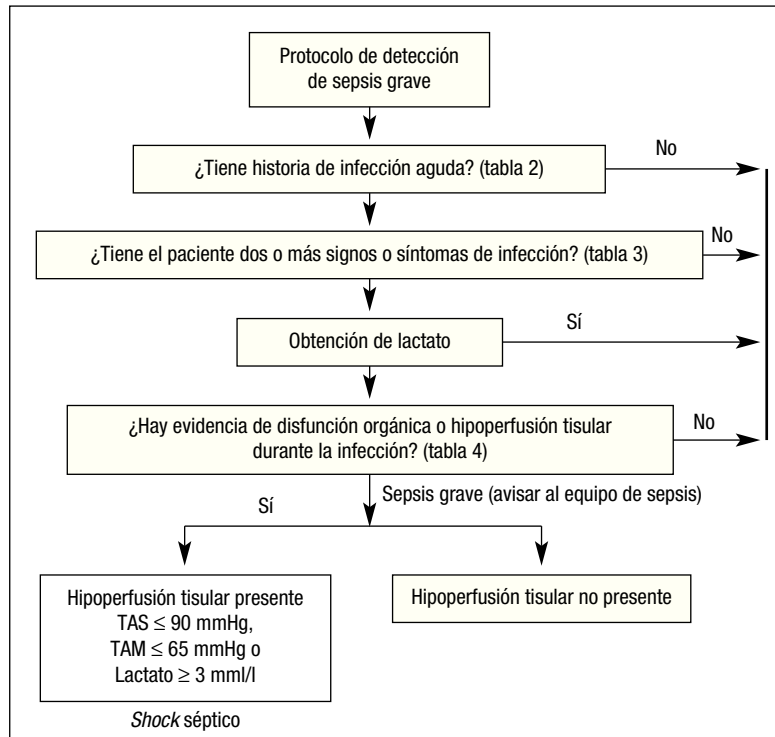 Protocolo de detección
de sepsis grave
¿Tiene historia de infección aguda? (tabla 2)
No
¿Tiene el paciente dos o más signos o síntomas de infección? (tabla 3)
No
Obtención de lactato
Sí
¿Hay evidencia de disfunción orgánica o hipoperfusión tisular
durante la infección? (tabla 4)
No
Sepsis grave (avisar al equipo de sepsis)
Sí
Hipoperfusión tisular presente
TAS ≤ 90 mmHg,
TAM ≤ 65 mmHg o
Lactato ≥ 3 mml/l
Shock séptico
Hipoperfusión tisular no presente